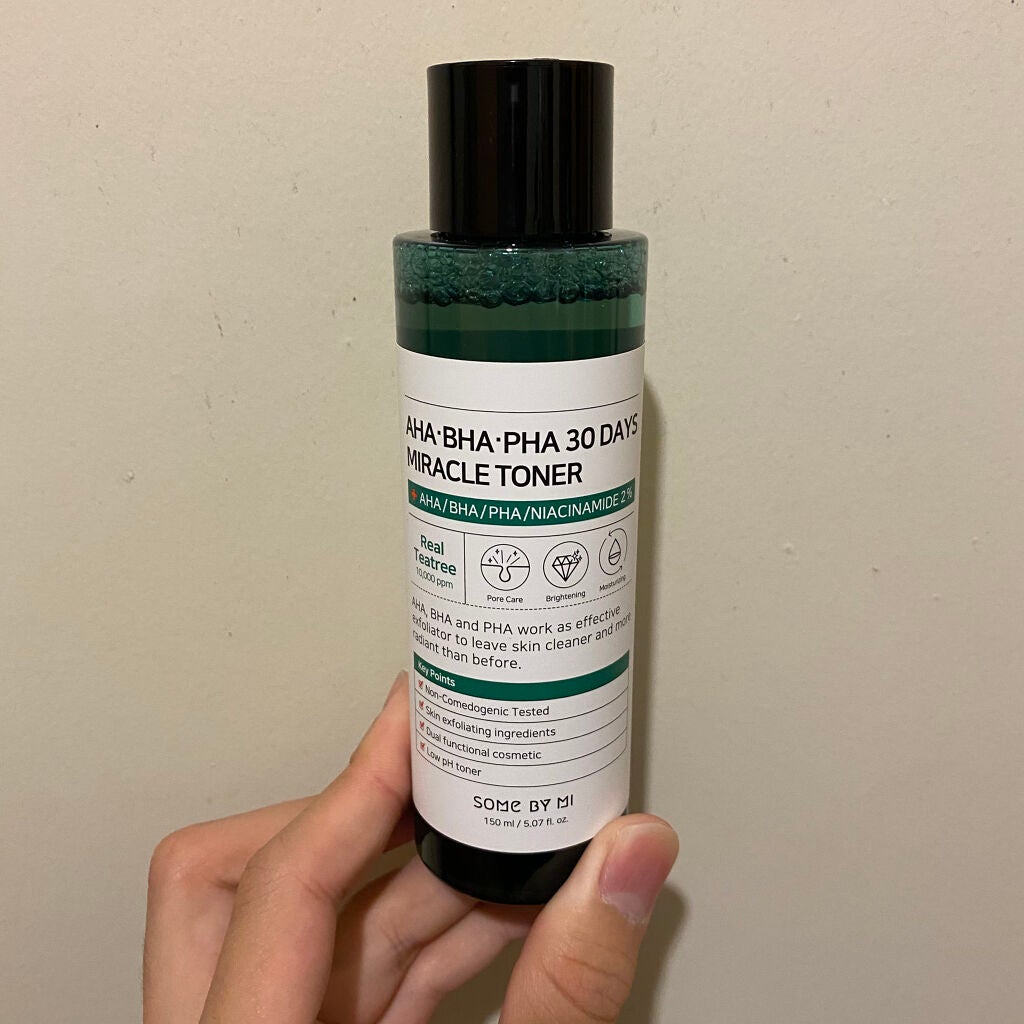 AHA·BHA·PHA 30 DAYS
MIRACLE TONER
+ AHA/BHA/PHA/NIACINAMIDE 2%
Real
Teatree
10,000 ppm
Pore Care
Brightening
Moisturizing
AHA, BHA and PHA work as effective
exfoliator to leave skin cleaner and more
radiant than before.
Key Points
Non-Comedogenic Tested
Skin exfoliating ingredients
Dual functional cosmetic
Low pH toner
SOME BY MI
150 ml / 5.07 fl. oz.